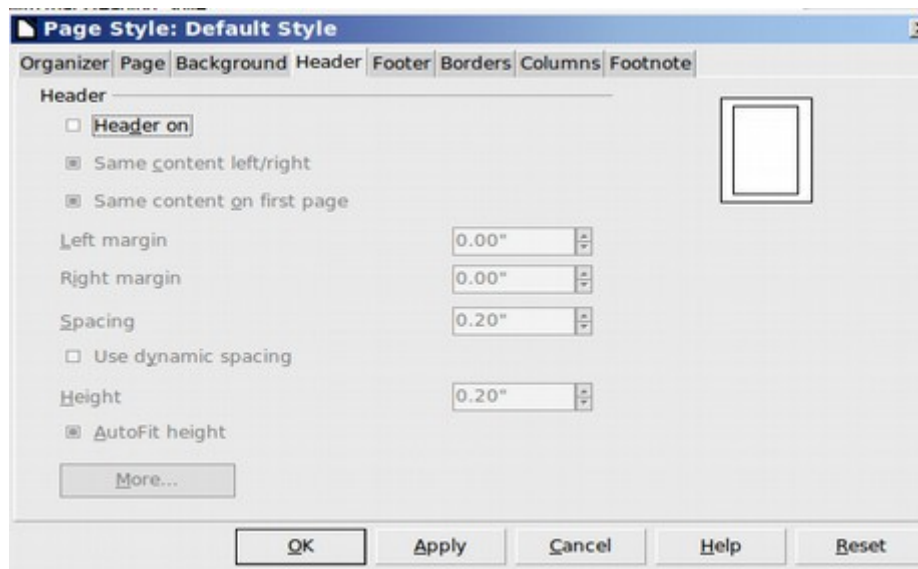 Page Style: Default Style
Organizer Page Background Header Footer Borders Columns Footnote
Header
Header on
Same content left/right
Same content on first page
Left margin 0.00"
Right margin 0.00"
Spacing 0.20"
Use dynamic spacing
Height 0.20"
AutoFit height
More...
OK Apply Cancel Help Reset